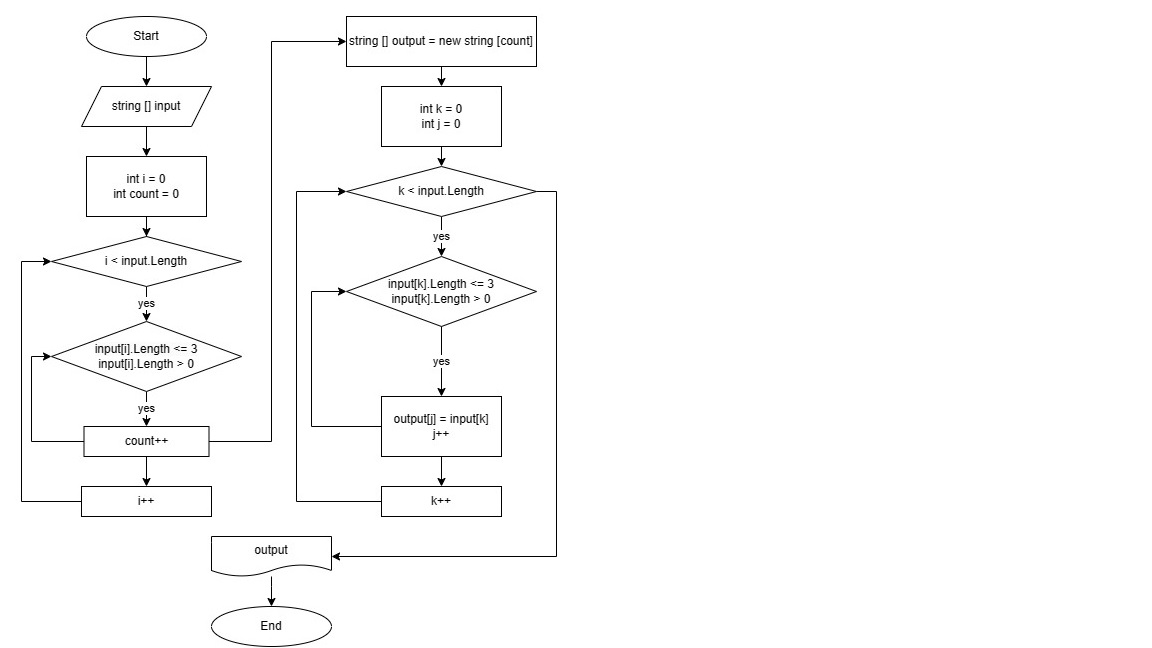 Start
string [] input
int i = 0
int count = 0
i < input.Length
yes
input[i].Length <= 3
input[i].Length > 0
yes
count++
i++
string [] output = new string [count]
int k = 0
int j = 0
k < input.Length
yes
input[k].Length <= 3
input[k].Length > 0
yes
output[j] = input[k]
j++
k++
output
End